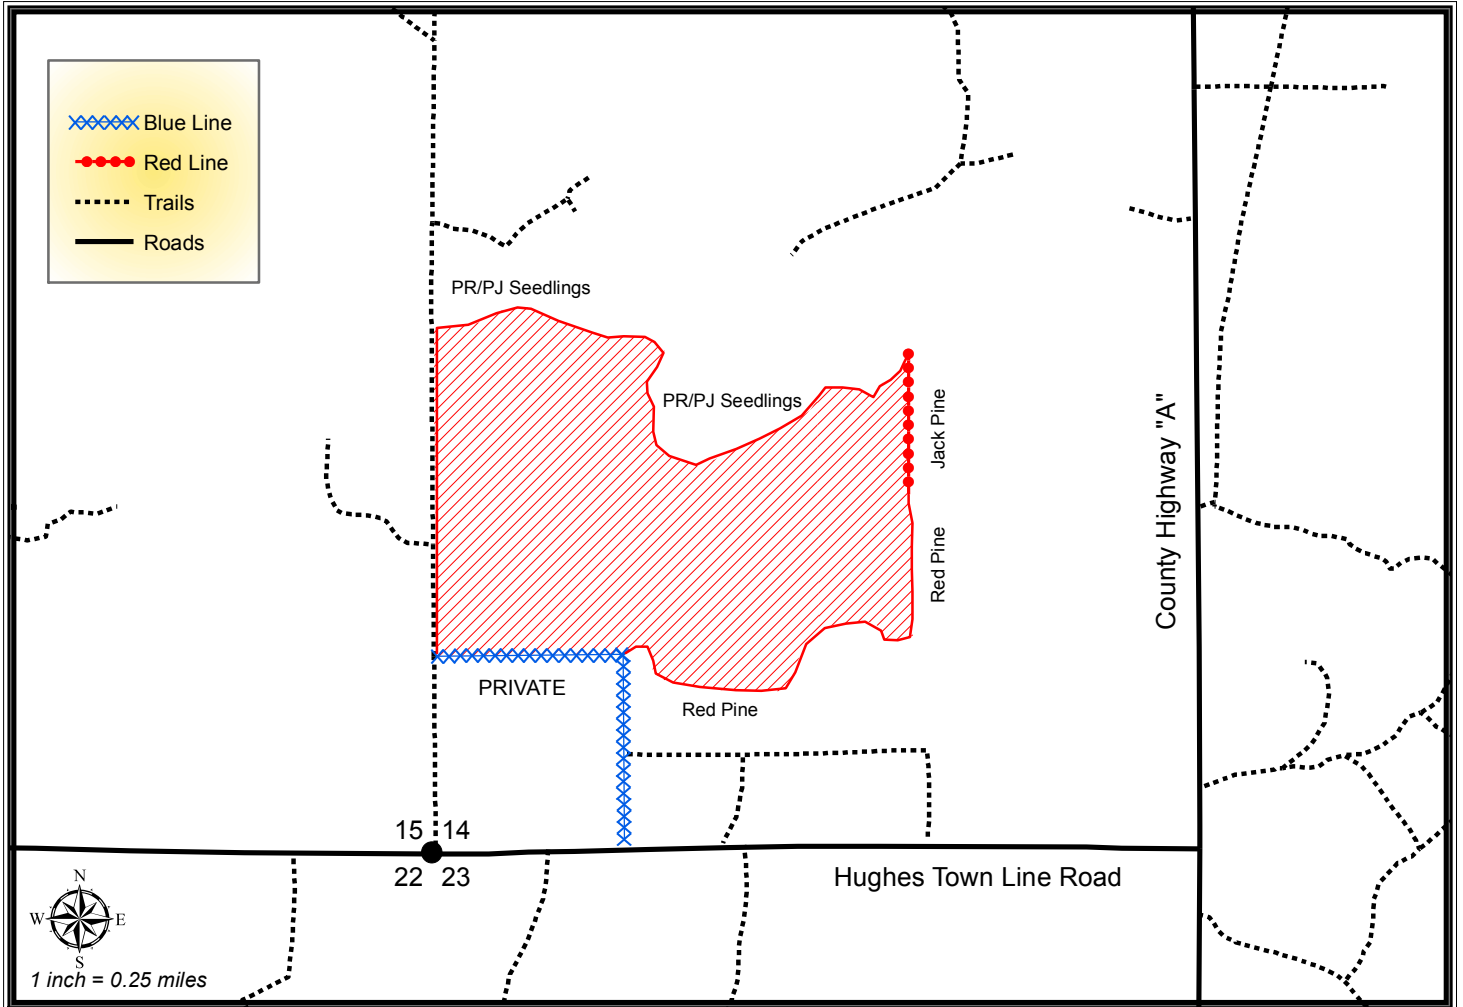 Blue Line
Red Line
Trails
Roads
PR/PJ Seedlings
PR/PJ Seedlings
Jack Pine
Red Pine
County Highway "A"
PRIVATE
Red Pine
15 14
22 23
Hughes Town Line Road
N
W E
S
1 inch = 0.25 miles